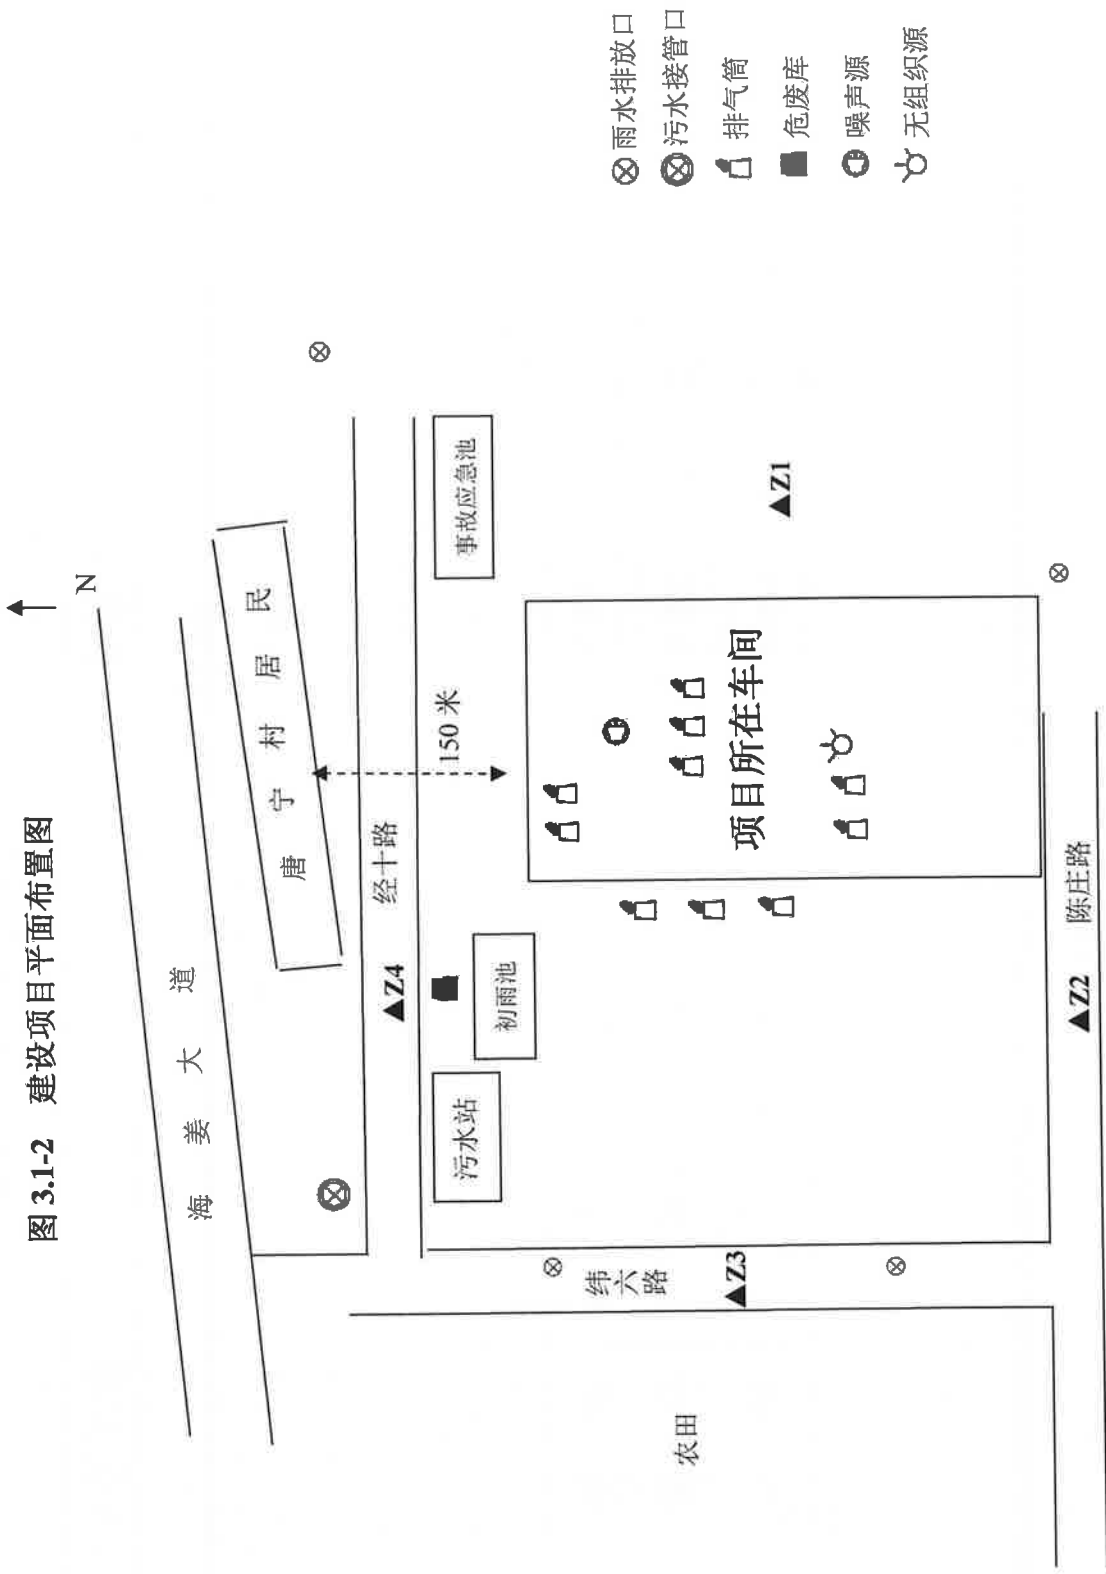 图 3.1-2 建设项目平面布置图
N
海姜大道
唐宁村居民
经十路
▲Z4
150 米
污水站
初雨池
事故应急池
纬六路
▲Z3
农田
项目所在车间
▲Z1
陈庄路
▲Z2
雨水排放口
污水接管口
排气筒
危废库
噪声源
无组织源